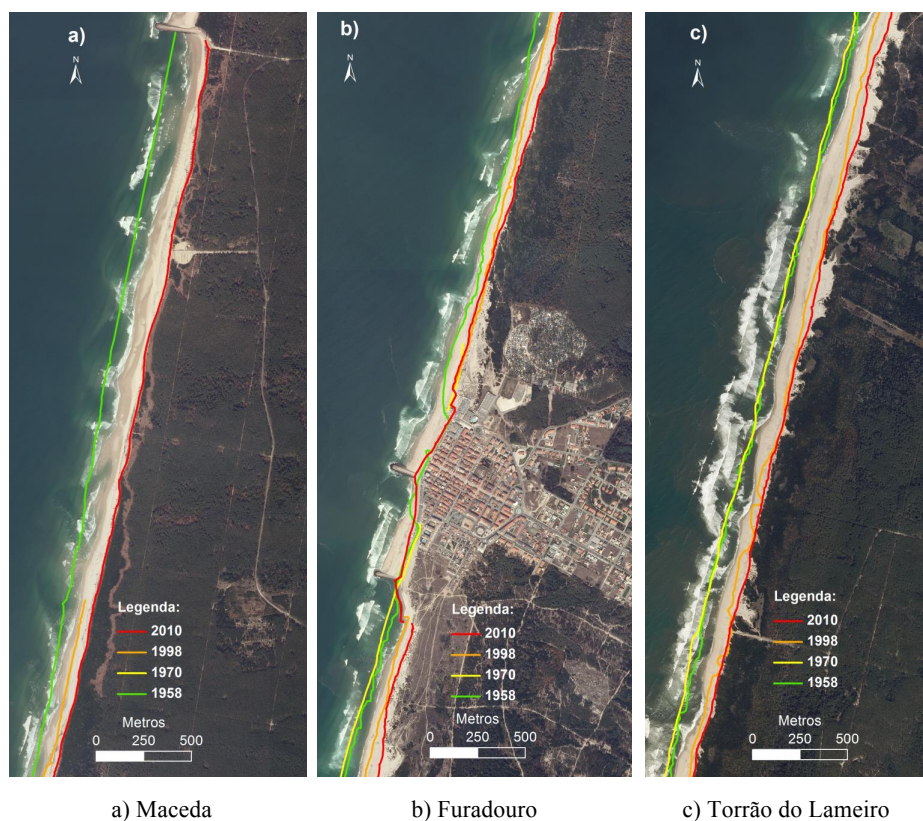 a)
N
Legenda:
2010
1998
1970
1958
Metros
0 250 500
b)
N
Legenda:
2010
1998
1970
1958
Metros
0 250 500
c)
N
Legenda:
2010
1998
1970
1958
Metros
0 250 500
a) Maceda
b) Furadouro
c) Torrão do Lameiro